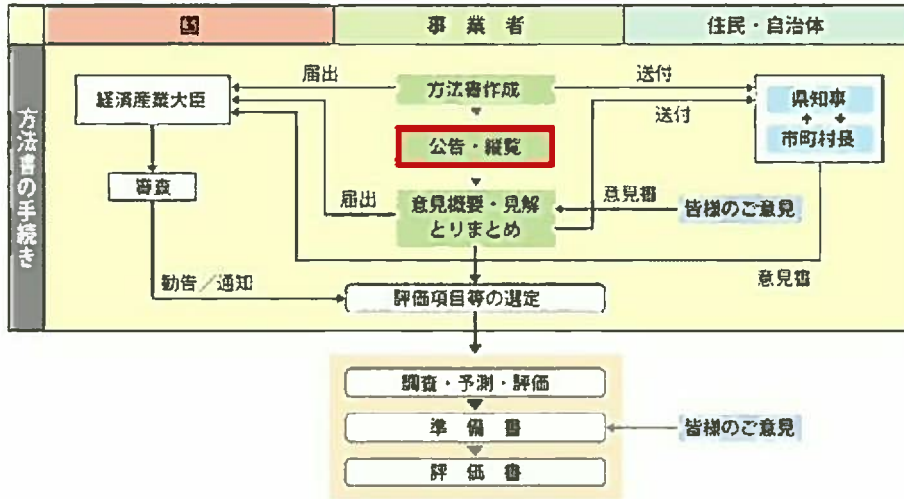 国
事業者
住民・自治体
方法書の手続き
届出
方法書作成
送付
経済産業大臣
県知事
送付
公告・縦覧
市町村長
審査
届出
意見概要・見解
とりまとめ
意見書
皆様のご意見
勧告／通知
意見書
評価項目等の選定
調査・予測・評価
準備書
皆様のご意見
評価書